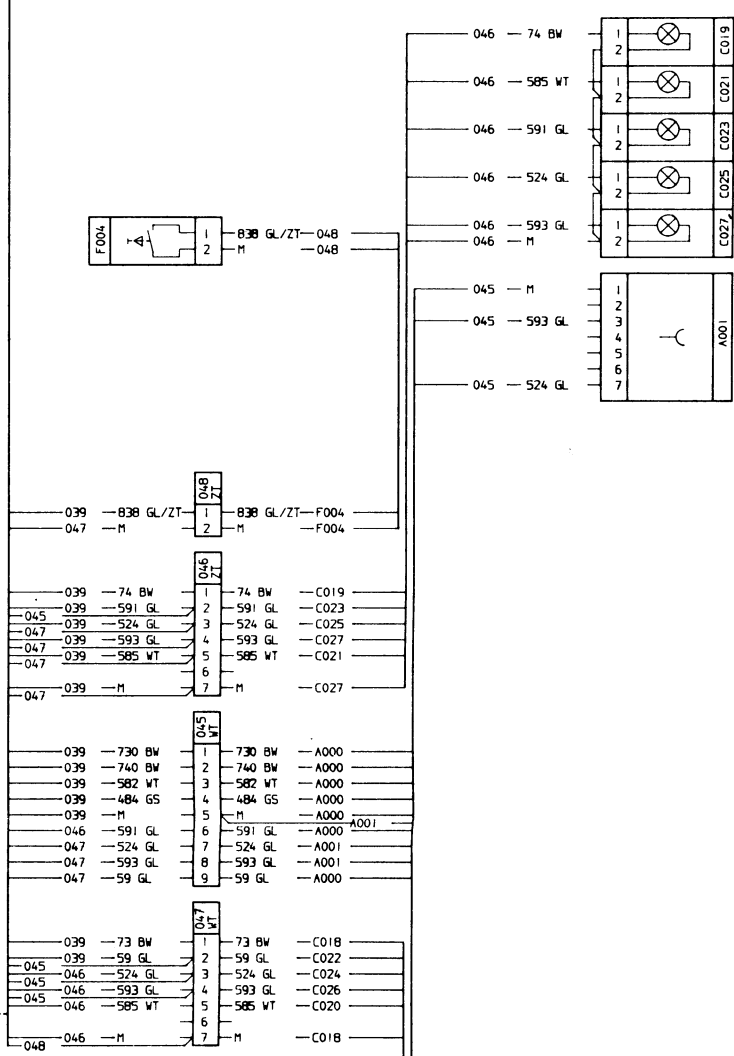 046 — 74 BW 1
2
C019
046 — 585 WT 1
2
C021
046 — 591 GL 1
2
C023
046 — 524 GL 1
2
C025
046 — 593 GL 1
046 — M 2
C027
F004
1 838 GL/ZT — 048
2 M — 048
045 — M 1
2
045 — 593 GL 3
4
5
6
045 — 524 GL 7
A001
048
ZT
039 — 838 GL/ZT 1 838 GL/ZT — F004
047 — M 2 M — F004
046
ZT
039 — 74 BW 1 74 BW — C019
039 — 591 GL 2 591 GL — C023
045
039 — 524 GL 3 524 GL — C025
047
039 — 593 GL 4 593 GL — C027
047
039 — 585 WT 5 585 WT — C021
047
6
039 — M 7 M — C027
047
045
WT
039 — 730 BW 1 730 BW — A000
039 — 740 BW 2 740 BW — A000
039 — 582 WT 3 582 WT — A000
039 — 484 GS 4 484 GS — A000
039 — M 5 M — A000
A001
046 — 591 GL 6 591 GL — A000
047 — 524 GL 7 524 GL — A001
047 — 593 GL 8 593 GL — A001
047 — 59 GL 9 59 GL — A000
047
WT
039 — 73 BW 1 73 BW — C018
039 — 59 GL 2 59 GL — C022
045
046 — 524 GL 3 524 GL — C024
045
046 — 593 GL 4 593 GL — C026
045
046 — 585 WT 5 585 WT — C020
6
046 — M 7 M — C018
048